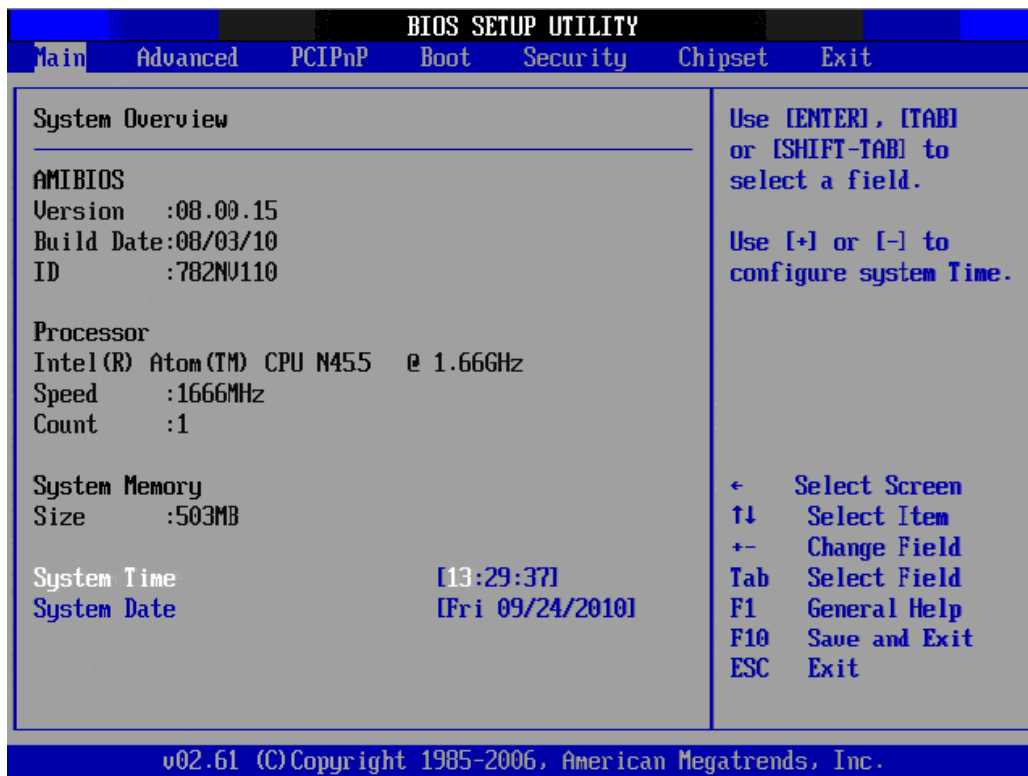 BIOS SETUP UTILITY
Main Advanced PCIPnP Boot Security Chipset Exit
System Overview
AMIBIOS
Version :08.00.15
Build Date:08/03/10
ID :782NV110
Processor
Intel(R) Atom(TM) CPU N455 @ 1.66GHz
Speed :1666MHz
Count :1
System Memory
Size :503MB
System Time [13:29:37]
System Date [Fri 09/24/2010]
Use [ENTER], [TAB]
or [SHIFT-TAB] to
select a field.
Use [+] or [-] to
configure system Time.
← Select Screen
↑↓ Select Item
+- Change Field
Tab Select Field
F1 General Help
F10 Save and Exit
ESC Exit
v02.61 (C)Copyright 1985-2006, American Megatrends, Inc.